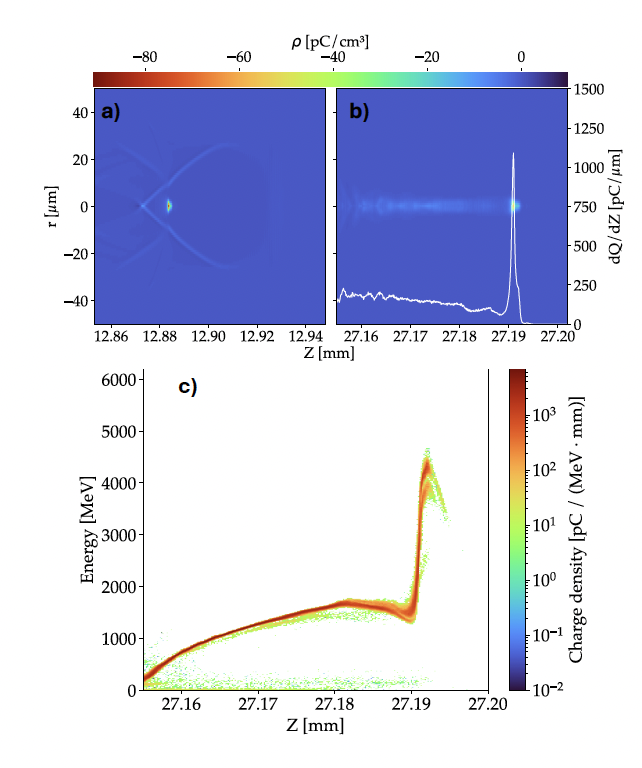 ρ [pC/cm³]
−80 −60 −40 −20 0
a)
b)
40
20
0
−20
−40
r [μm]
1500
1250
1000
750
500
250
0
dQ/dZ [pC/μm]
12.86 12.88 12.90 12.92 12.94
27.16 27.17 27.18 27.19 27.20
Z [mm]
c)
6000
5000
4000
3000
2000
1000
0
Energy [MeV]
27.16 27.17 27.18 27.19 27.20
Z [mm]
10³
10²
10¹
10⁰
10⁻¹
10⁻²
Charge density [pC / (MeV · mm)]